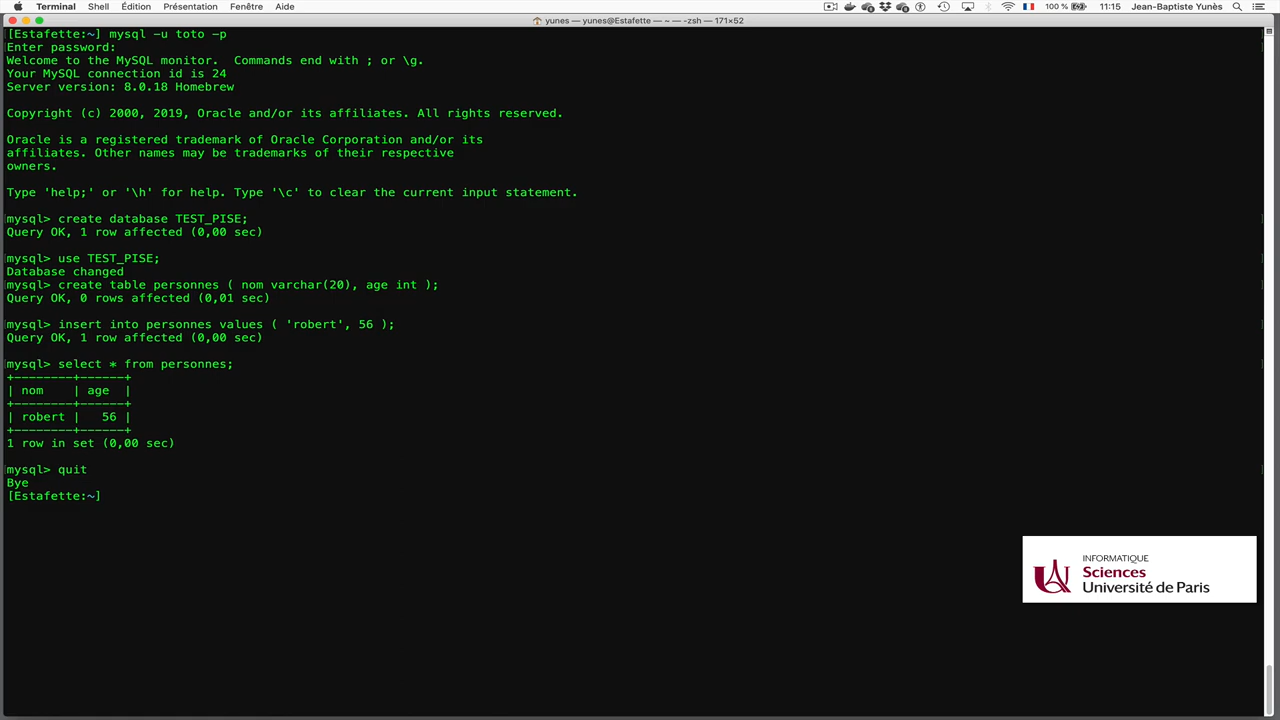 Terminal Shell Édition Présentation Fenêtre Aide 100 % 11:15 Jean-Baptiste Yunès
yunes — yunes@Estafette — ~ — -zsh — 171×52
[Estafette:~] mysql -u toto -p
Enter password:
Welcome to the MySQL monitor.  Commands end with ; or \g.
Your MySQL connection id is 24
Server version: 8.0.18 Homebrew
Copyright (c) 2000, 2019, Oracle and/or its affiliates. All rights reserved.
Oracle is a registered trademark of Oracle Corporation and/or its
affiliates. Other names may be trademarks of their respective
owners.
Type 'help;' or '\h' for help. Type '\c' to clear the current input statement.
mysql> create database TEST_PISE;
Query OK, 1 row affected (0,00 sec)
mysql> use TEST_PISE;
Database changed
mysql> create table personnes ( nom varchar(20), age int );
Query OK, 0 rows affected (0,01 sec)
mysql> insert into personnes values ( 'robert', 56 );
Query OK, 1 row affected (0,00 sec)
mysql> select * from personnes;
+--------+------+
| nom    | age  |
+--------+------+
| robert |   56 |
+--------+------+
1 row in set (0,00 sec)
mysql> quit
Bye
[Estafette:~]
INFORMATIQUE
Sciences
Université de Paris